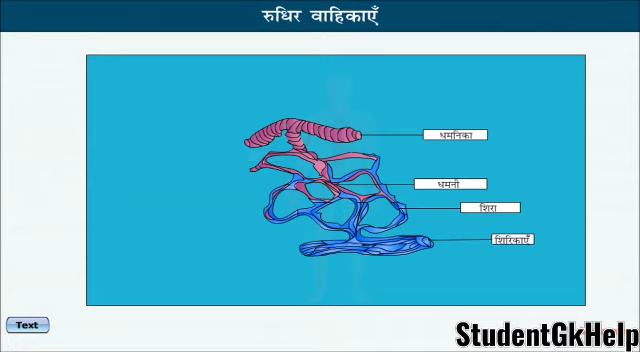 रुधिर वाहिकाएँ
धमनिका
धमनी
शिरा
शिरिकाएँ
Text
StudentGkHelp